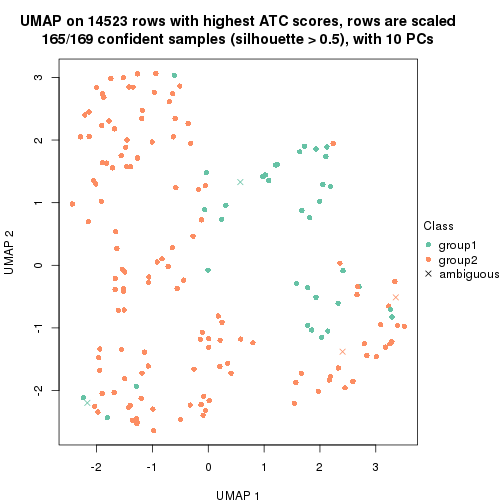 UMAP on 14523 rows with highest ATC scores, rows are scaled
165/169 confident samples (silhouette > 0.5), with 10 PCs
3
2
1
0
-1
-2
UMAP 2
-2 -1 0 1 2 3
UMAP 1
Class
group1
group2
ambiguous